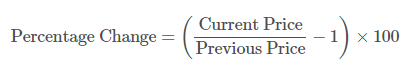 Percentage Change = ( Current Price / Previous Price − 1 ) × 100